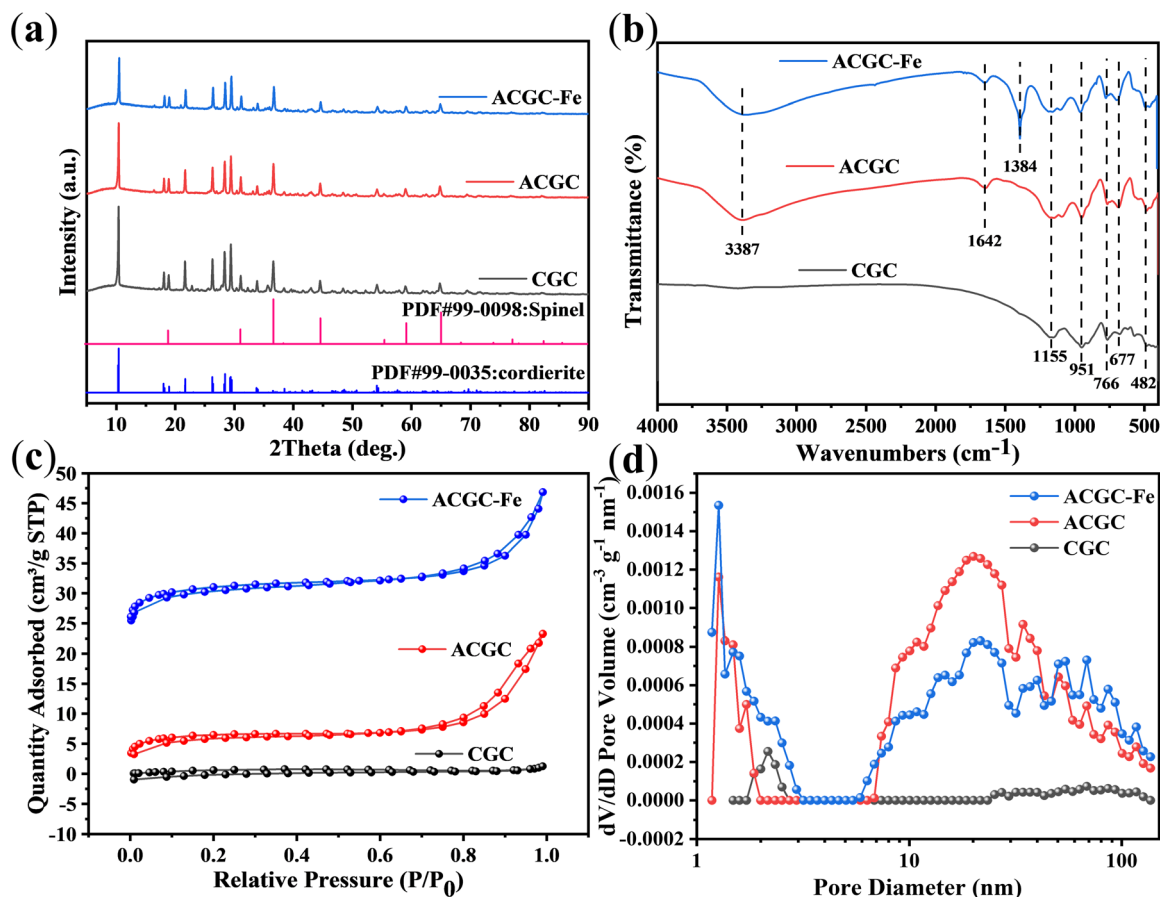 (a)
ACGC-Fe
ACGC
CGC
PDF#99-0098:Spinel
PDF#99-0035:cordierite
Intensity (a.u.)
10 20 30 40 50 60 70 80 90
2Theta (deg.)
(b)
ACGC-Fe
1384
ACGC
3387
1642
CGC
1155
951
766
677
482
Transmittance (%)
4000 3500 3000 2500 2000 1500 1000 500
Wavenumbers (cm⁻¹)
(c)
50
45
40
35
30
25
20
15
10
5
0
-5
-10
ACGC-Fe
ACGC
CGC
Quantity Adsorbed (cm³/g STP)
0.0 0.2 0.4 0.6 0.8 1.0
Relative Pressure (P/P₀)
(d)
0.0016
0.0014
0.0012
0.0010
0.0008
0.0006
0.0004
0.0002
0.0000
-0.0002
ACGC-Fe
ACGC
CGC
dV/dD Pore Volume (cm⁻³ g⁻¹ nm⁻¹)
1 10 100
Pore Diameter (nm)